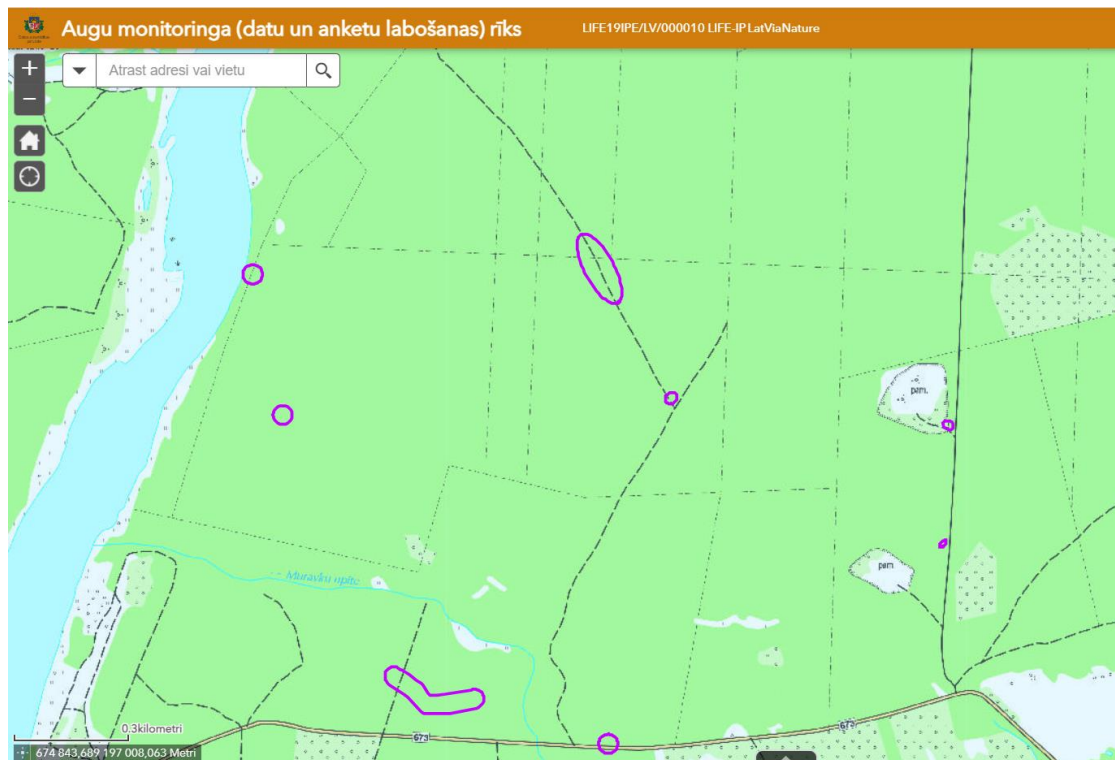 Augu monitoringa (datu un anketu labošanas) rīks
LIFE19IPE/LV/000010 LIFE-IP LatViaNature
+
Atrast adresi vai vietu
−
pam.
Muravku upīte
pam.
0.3kilometri
673
673
674 843,689 197 008,063 Metri